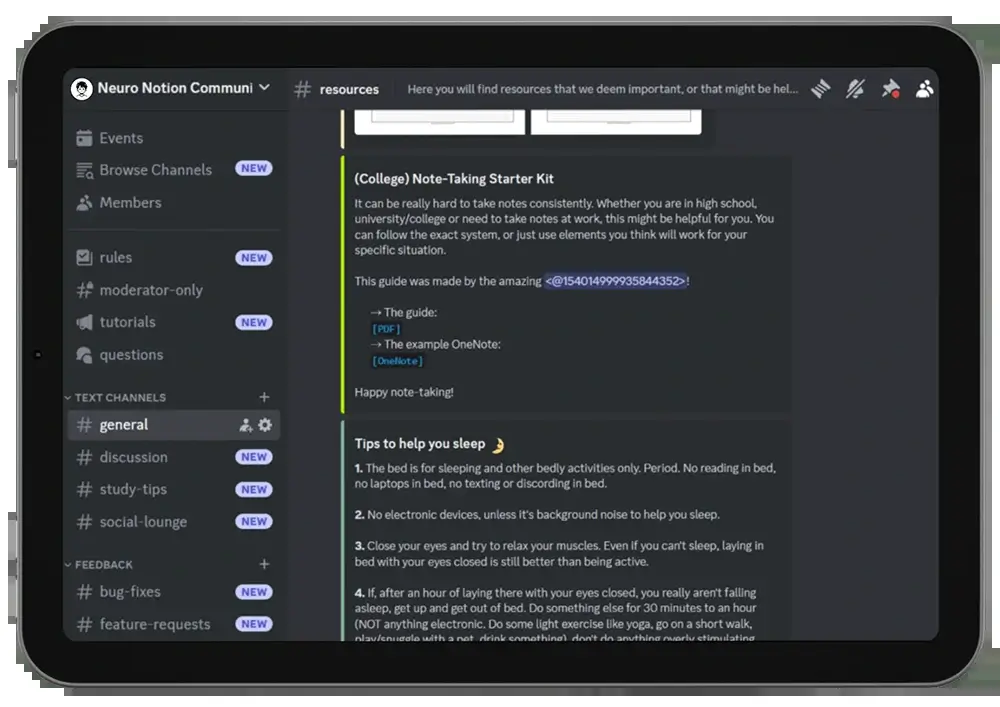 Neuro Notion Communi
Events
Browse Channels NEW
Members
rules NEW
moderator-only
tutorials NEW
questions
TEXT CHANNELS +
# general
# discussion NEW
# study-tips NEW
# social-lounge NEW
FEEDBACK +
# bug-fixes NEW
# feature-requests NEW
# resources Here you will find resources that we deem important, or that might be hel...
(College) Note-Taking Starter Kit
It can be really hard to take notes consistently. Whether you are in high school,
university/college or need to take notes at work, this might be helpful for you. You
can follow the exact system, or just use elements you think will work for your
specific situation.
This guide was made by the amazing <@154014999935844352>!
→ The guide:
[PDF]
→ The example OneNote:
[OneNote]
Happy note-taking!
Tips to help you sleep 🌛
1. The bed is for sleeping and other bedly activities only. Period. No reading in bed,
no laptops in bed, no texting or discording in bed.
2. No electronic devices, unless it's background noise to help you sleep.
3. Close your eyes and try to relax your muscles. Even if you can't sleep, laying in
bed with your eyes closed is still better than being active.
4. If, after an hour of laying there with your eyes closed, you really aren't falling
asleep, get up and get out of bed. Do something else for 30 minutes to an hour
(NOT anything electronic. Do some light exercise like yoga, go on a short walk,
play/snuggle with a pet, drink something), don't do anything overly stimulating